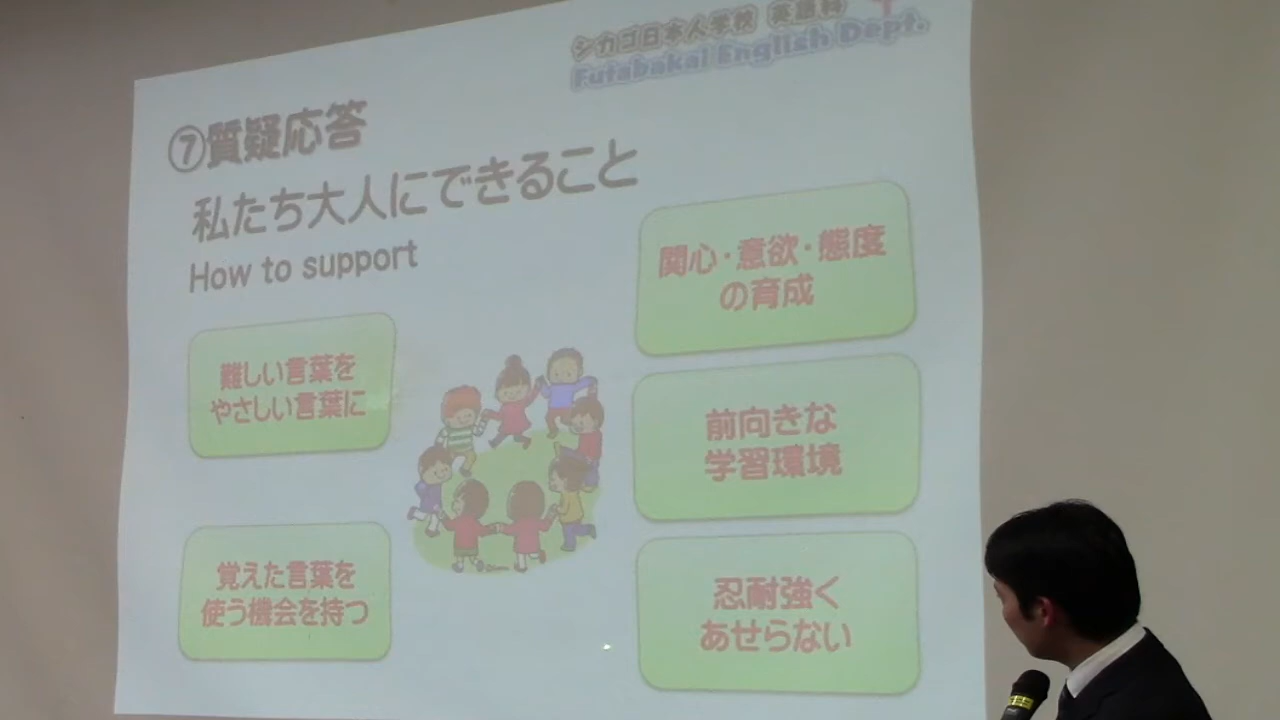 シカゴ日本人学校 英語科
Futabakai English Dept.
⑦質疑応答
私たち大人にできること
How to support
難しい言葉を
やさしい言葉に
覚えた言葉を
使う機会を持つ
関心・意欲・態度
の育成
前向きな
学習環境
忍耐強く
あせらない